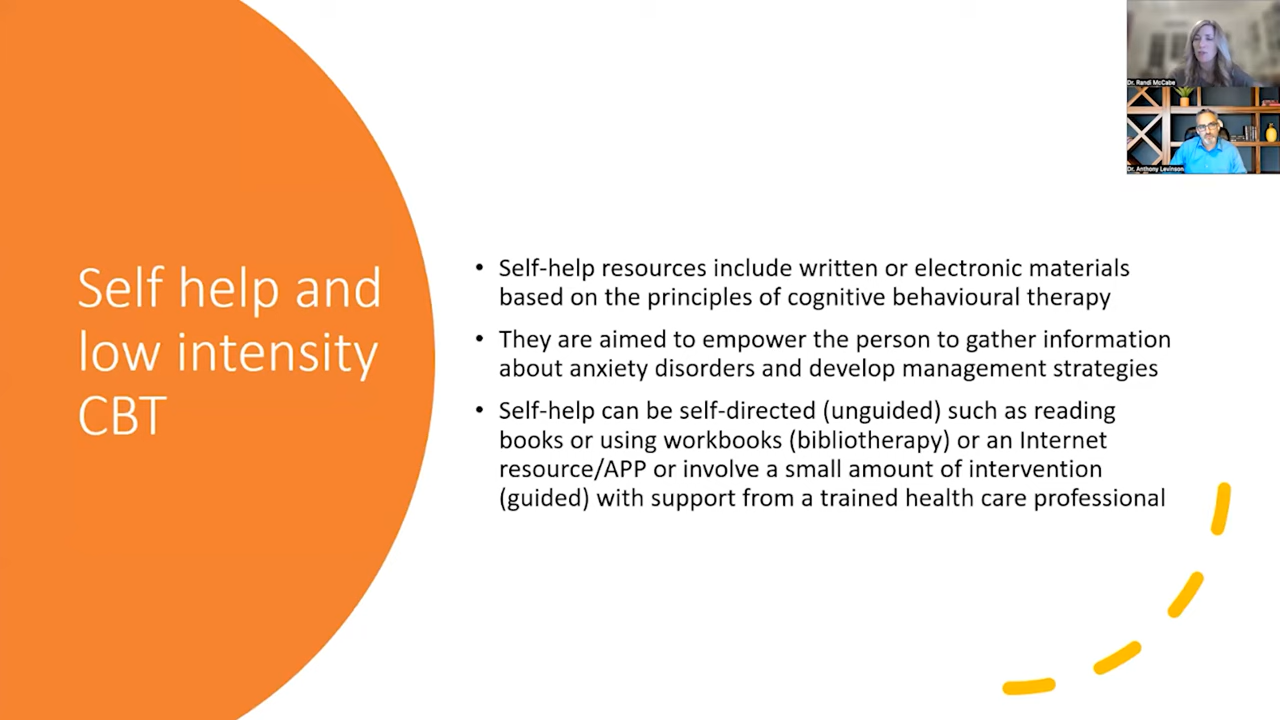 Self help and
low intensity
CBT
• Self-help resources include written or electronic materials
based on the principles of cognitive behavioural therapy
• They are aimed to empower the person to gather information
about anxiety disorders and develop management strategies
• Self-help can be self-directed (unguided) such as reading
books or using workbooks (bibliotherapy) or an Internet
resource/APP or involve a small amount of intervention
(guided) with support from a trained health care professional
Dr. Randi McCabe
Dr. Anthony Levinson